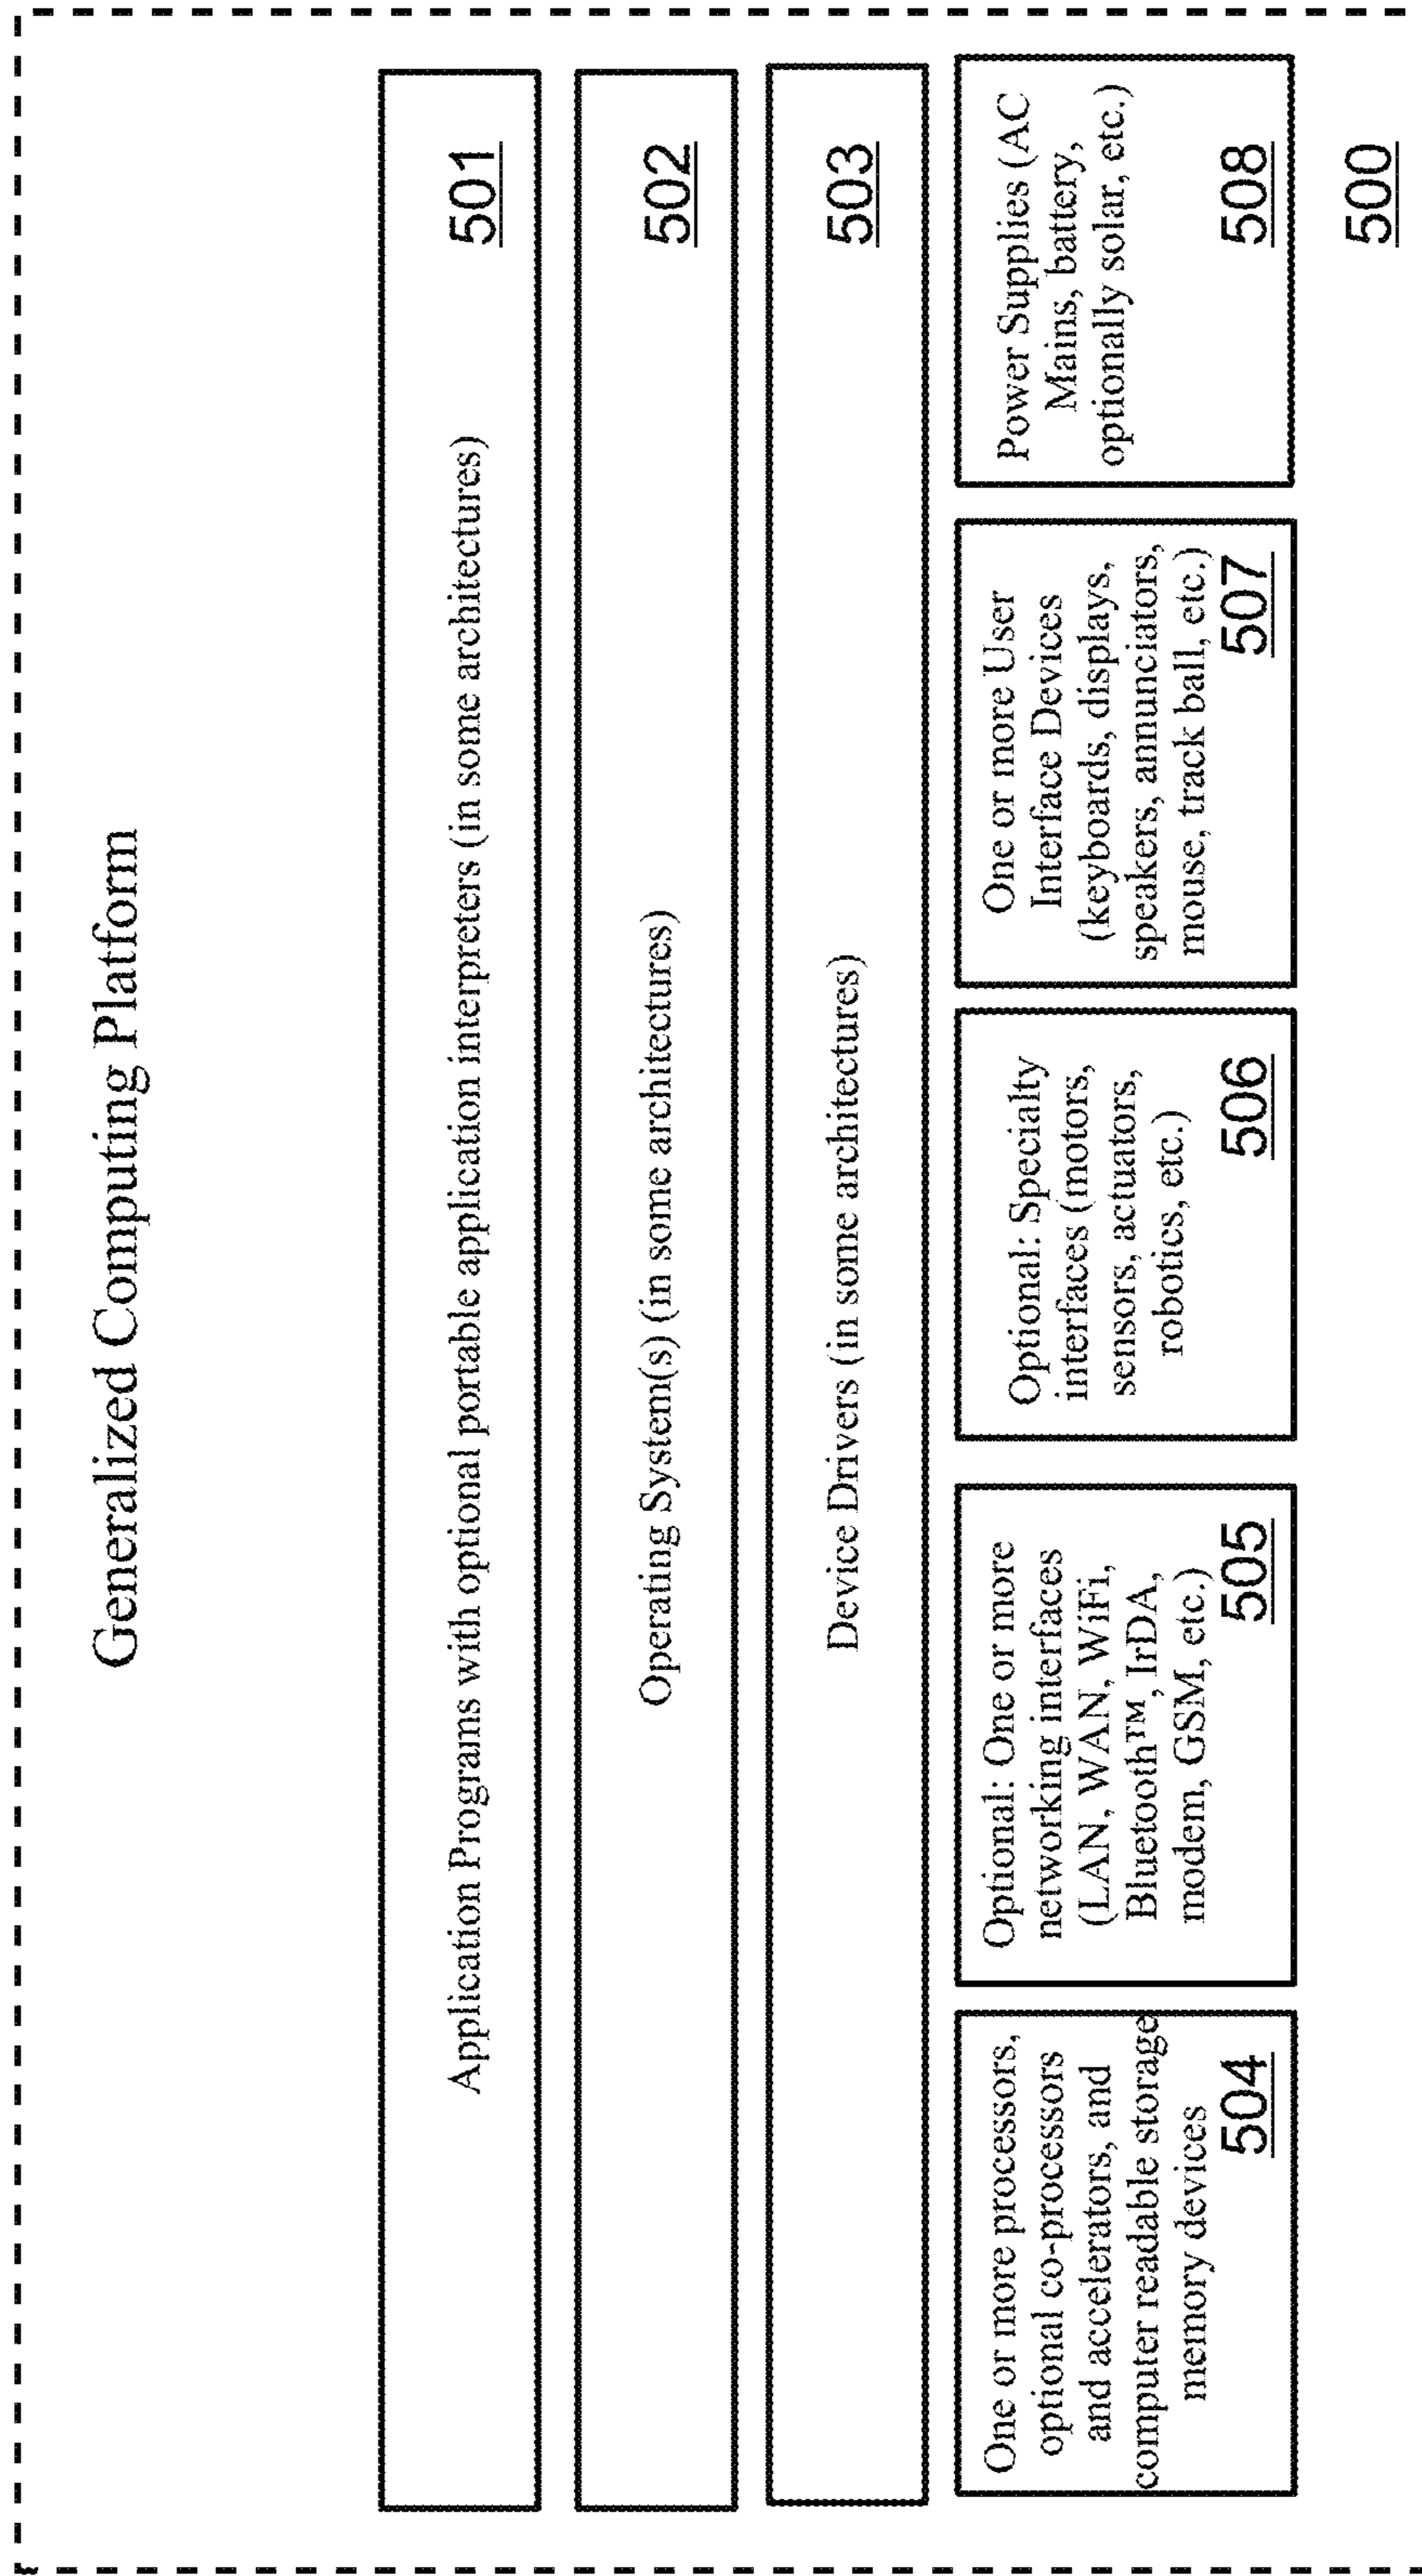 Generalized Computing Platform
Application Programs with optional portable application interpreters (in some architectures)
501
Operating System(s) (in some architectures)
502
Device Drivers (in some architectures)
503
One or more processors,
optional co-processors
and accelerators, and
computer readable storage
memory devices
504
Optional: One or more
networking interfaces
(LAN, WAN, WiFi,
Bluetooth™, IrDA,
modem, GSM, etc.)
505
Optional: Specialty
interfaces (motors,
sensors, actuators,
robotics, etc.)
506
One or more User
Interface Devices
(keyboards, displays,
speakers, annunciators,
mouse, track ball, etc.)
507
Power Supplies (AC
Mains, battery,
optionally solar, etc.)
508
500